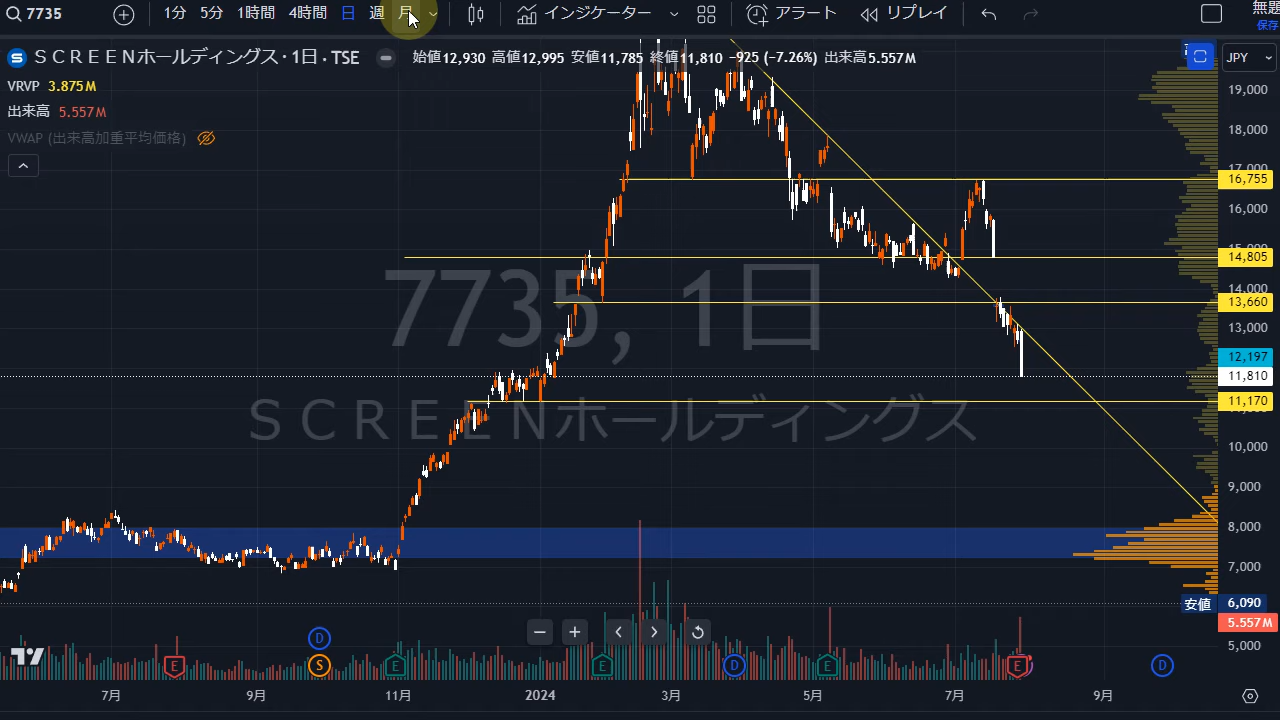 7735 1分 5分 1時間 4時間 日 週 月 インジケーター アラート リプレイ 無題
保存
S ＳＣＲＥＥＮホールディングス · 1日 · TSE 始値12,930 高値12,995 安値11,785 終値11,810 −925 (−7.26%) 出来高5.557M JPY
VRVP 3.875M
出来高 5.557M
VWAP (出来高加重平均価格)
19,000
18,000
17,000
16,755
16,000
15,000
14,805
14,000
13,660
13,000
12,197
11,810
11,170
10,000
9,000
8,000
7,000
安値 6,090
5.557M
5,000
7735, 1日
ＳＣＲＥＥＮホールディングス
D
E S E E D E E D
7月 9月 11月 2024 3月 5月 7月 9月